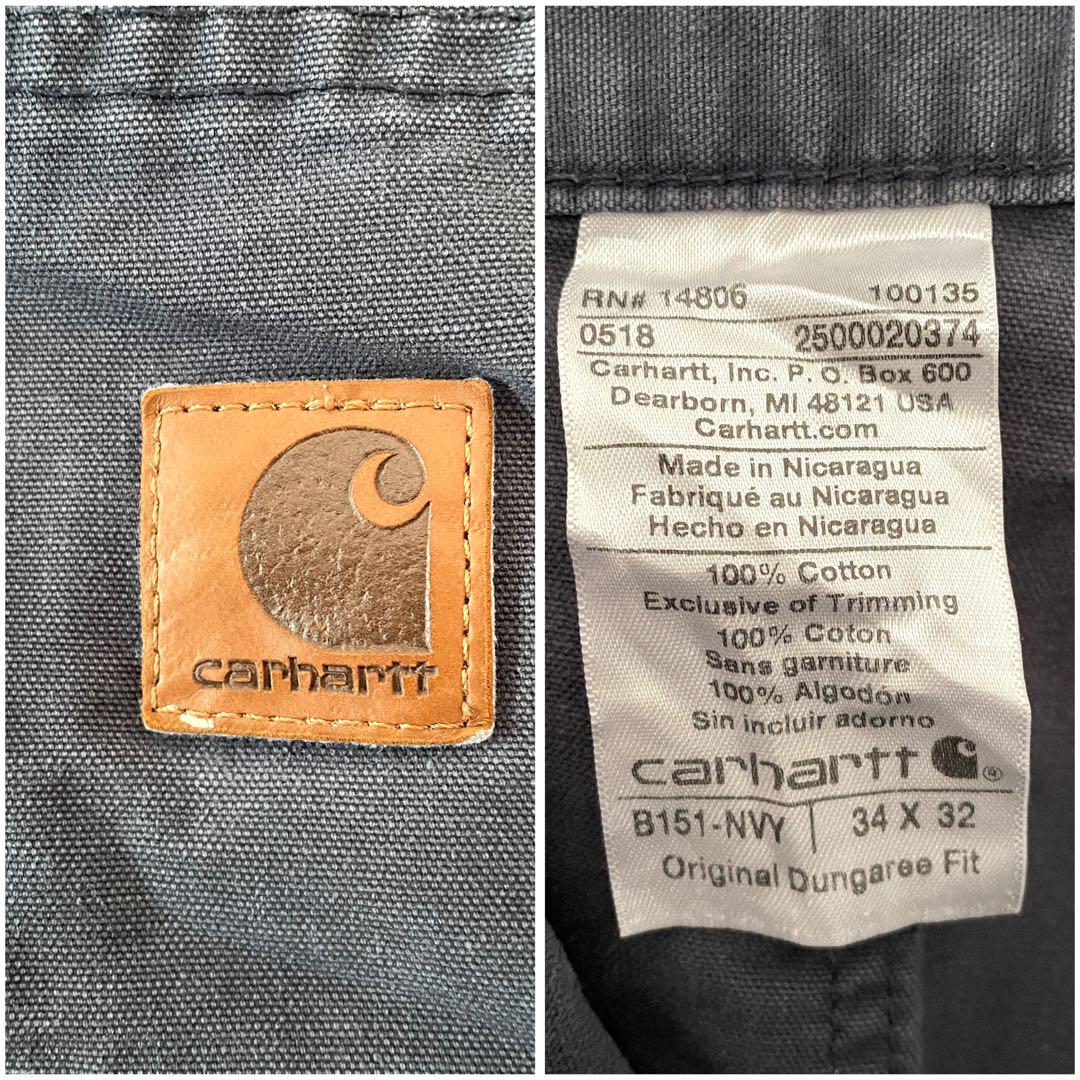 carhartt
RN# 14806 100135
0518 2500020374
Carhartt, Inc. P. O. Box 600
Dearborn, MI 48121 USA
Carhartt.com
Made in Nicaragua
Fabriqué au Nicaragua
Hecho en Nicaragua
100% Cotton
Exclusive of Trimming
100% Coton
Sans garniture
100% Algodón
Sin incluir adorno
carhartt ®
B151-NVY 34 X 32
Original Dungaree Fit